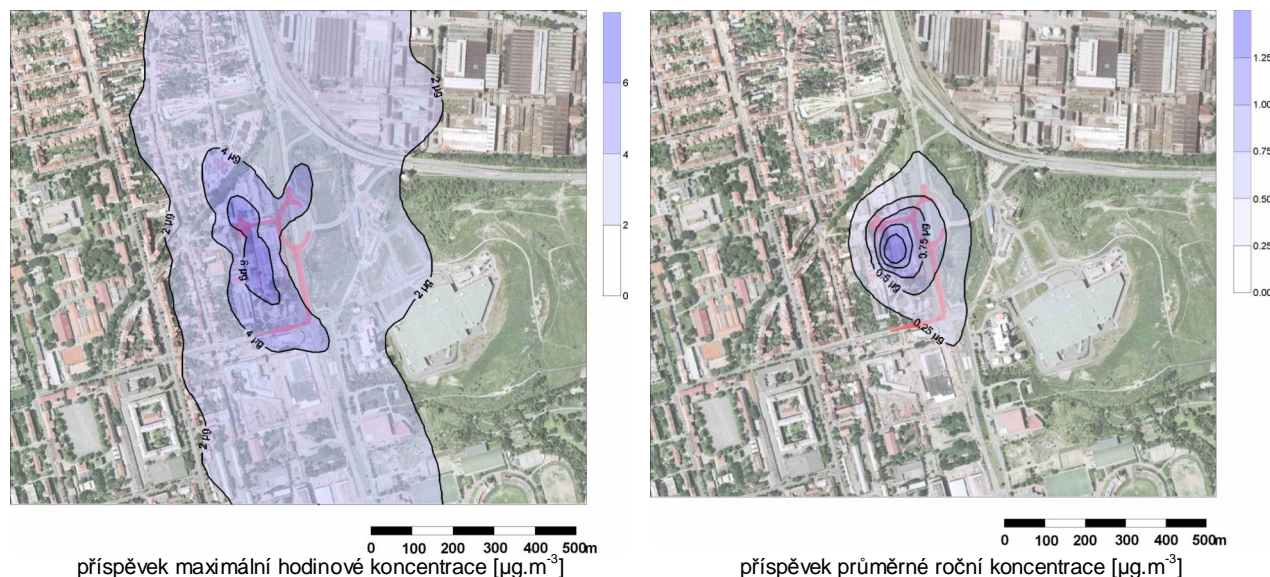 2 µg
4 µg
2 µg
6 µg
2 µg
4 µg
2 µg
6
4
2
0
0 100 200 300 400 500m
příspěvek maximální hodinové koncentrace [µg.m-3]
0.75 µg
0.5 µg
0.25 µg
1.25
1.00
0.75
0.50
0.25
0.00
0 100 200 300 400 500m
příspěvek průměrné roční koncentrace [µg.m-3]